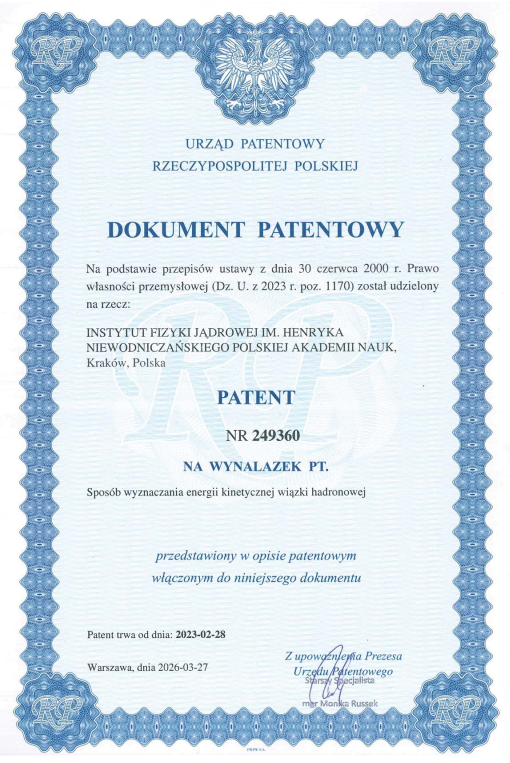 URZĄD PATENTOWY
RZECZYPOSPOLITEJ POLSKIEJ
DOKUMENT PATENTOWY
Na podstawie przepisów ustawy z dnia 30 czerwca 2000 r. Prawo
własności przemysłowej (Dz. U. z 2023 r. poz. 1170) został udzielony
na rzecz:
INSTYTUT FIZYKI JĄDROWEJ IM. HENRYKA
NIEWODNICZAŃSKIEGO POLSKIEJ AKADEMII NAUK,
Kraków, Polska
RP
PATENT
NR 249360
NA WYNALAZEK PT.
Sposób wyznaczania energii kinetycznej wiązki hadronowej
przedstawiony w opisie patentowym
włączonym do niniejszego dokumentu
Patent trwa od dnia: 2023-02-28
Warszawa, dnia 2026-03-27
Z upoważnienia Prezesa
Urzędu Patentowego
Starszy Specjalista
mgr Monika Russek